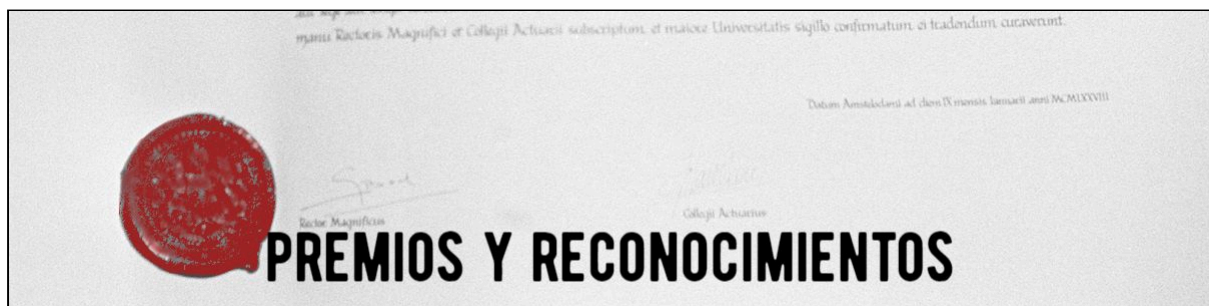 manu Rectoris Magnifici et Collegii Actuarii subscriptum, et maiore Universitatis sigillo confirmatum ei tradendum curaverunt.
Datum Amstelodami ad diem IX mensis Ianuarii anni MCMLXXVIII
Rector Magnificus
Collegii Actuarius
PREMIOS Y RECONOCIMIENTOS